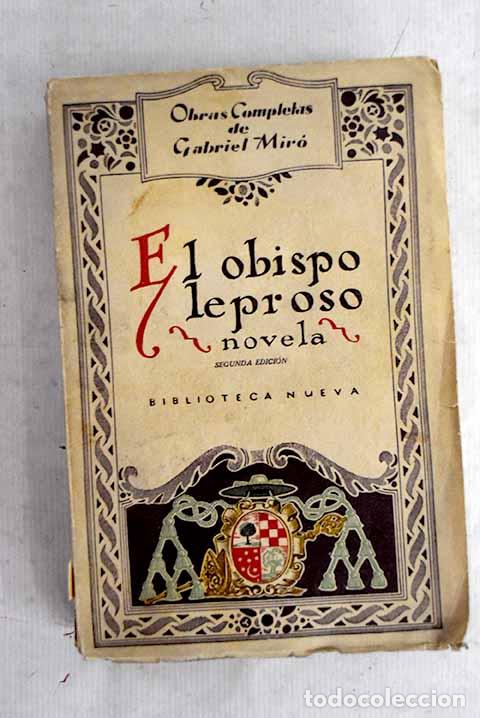 Obras Completas
de
Gabriel Miró
El obispo
leproso
novela
SEGUNDA EDICIÓN
BIBLIOTECA NUEVA
todocoleccion